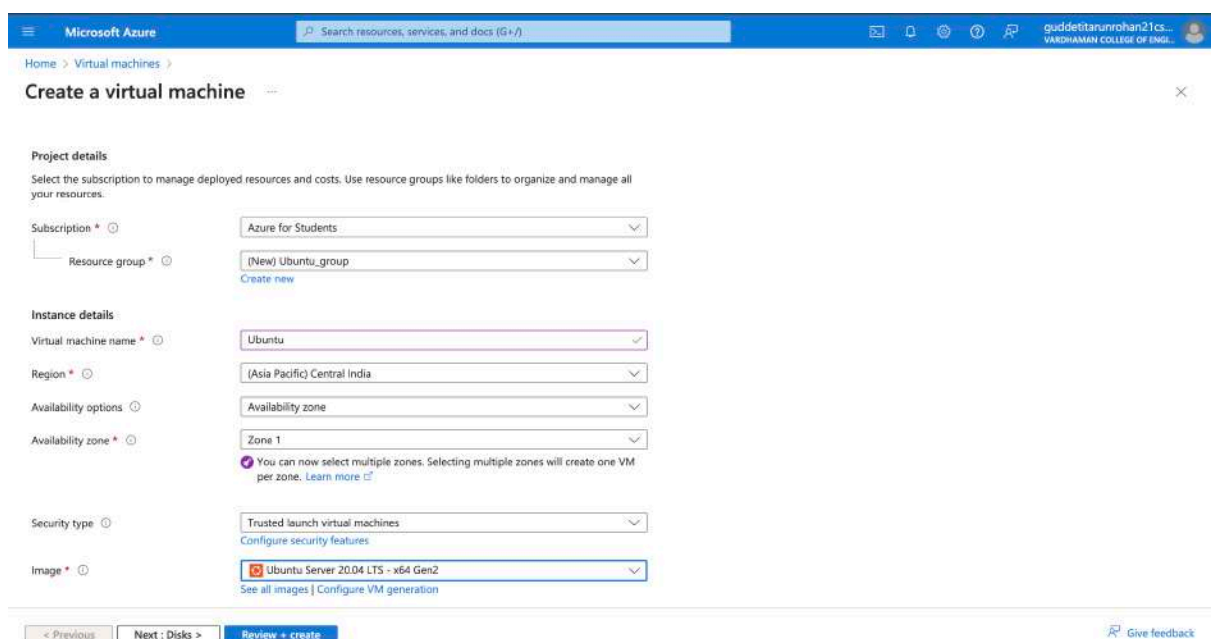 Microsoft Azure
Search resources, services, and docs (G+/)
guddetitarunrohan21cs...
VARDHAMAN COLLEGE OF ENGI...
Home > Virtual machines >
Create a virtual machine ...
Project details
Select the subscription to manage deployed resources and costs. Use resource groups like folders to organize and manage all
your resources.
Subscription *
Azure for Students
Resource group *
(New) Ubuntu_group
Create new
Instance details
Virtual machine name *
Ubuntu
Region *
(Asia Pacific) Central India
Availability options
Availability zone
Availability zone *
Zone 1
You can now select multiple zones. Selecting multiple zones will create one VM
per zone. Learn more
Security type
Trusted launch virtual machines
Configure security features
Image *
Ubuntu Server 20.04 LTS - x64 Gen2
See all images | Configure VM generation
< Previous
Next : Disks >
Review + create
Give feedback